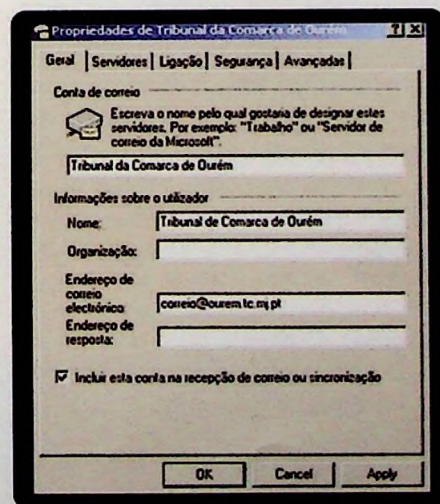 Propriedades de Tribunal da Comarca de Ourém
Geral Servidores Ligação Segurança Avançadas
Conta de correio
Escreva o nome pelo qual gostaria de designar estes
servidores. Por exemplo: "Trabalho" ou "Servidor de
correio da Microsoft".
Tribunal da Comarca de Ourém
Informações sobre o utilizador
Nome: Tribunal de Comarca de Ourém
Organização:
Endereço de
correio
electrónico: correio@ourem.tc.mj.pt
Endereço de
resposta:
Incluir esta conta na recepção de correio ou sincronização
OK Cancel Apply